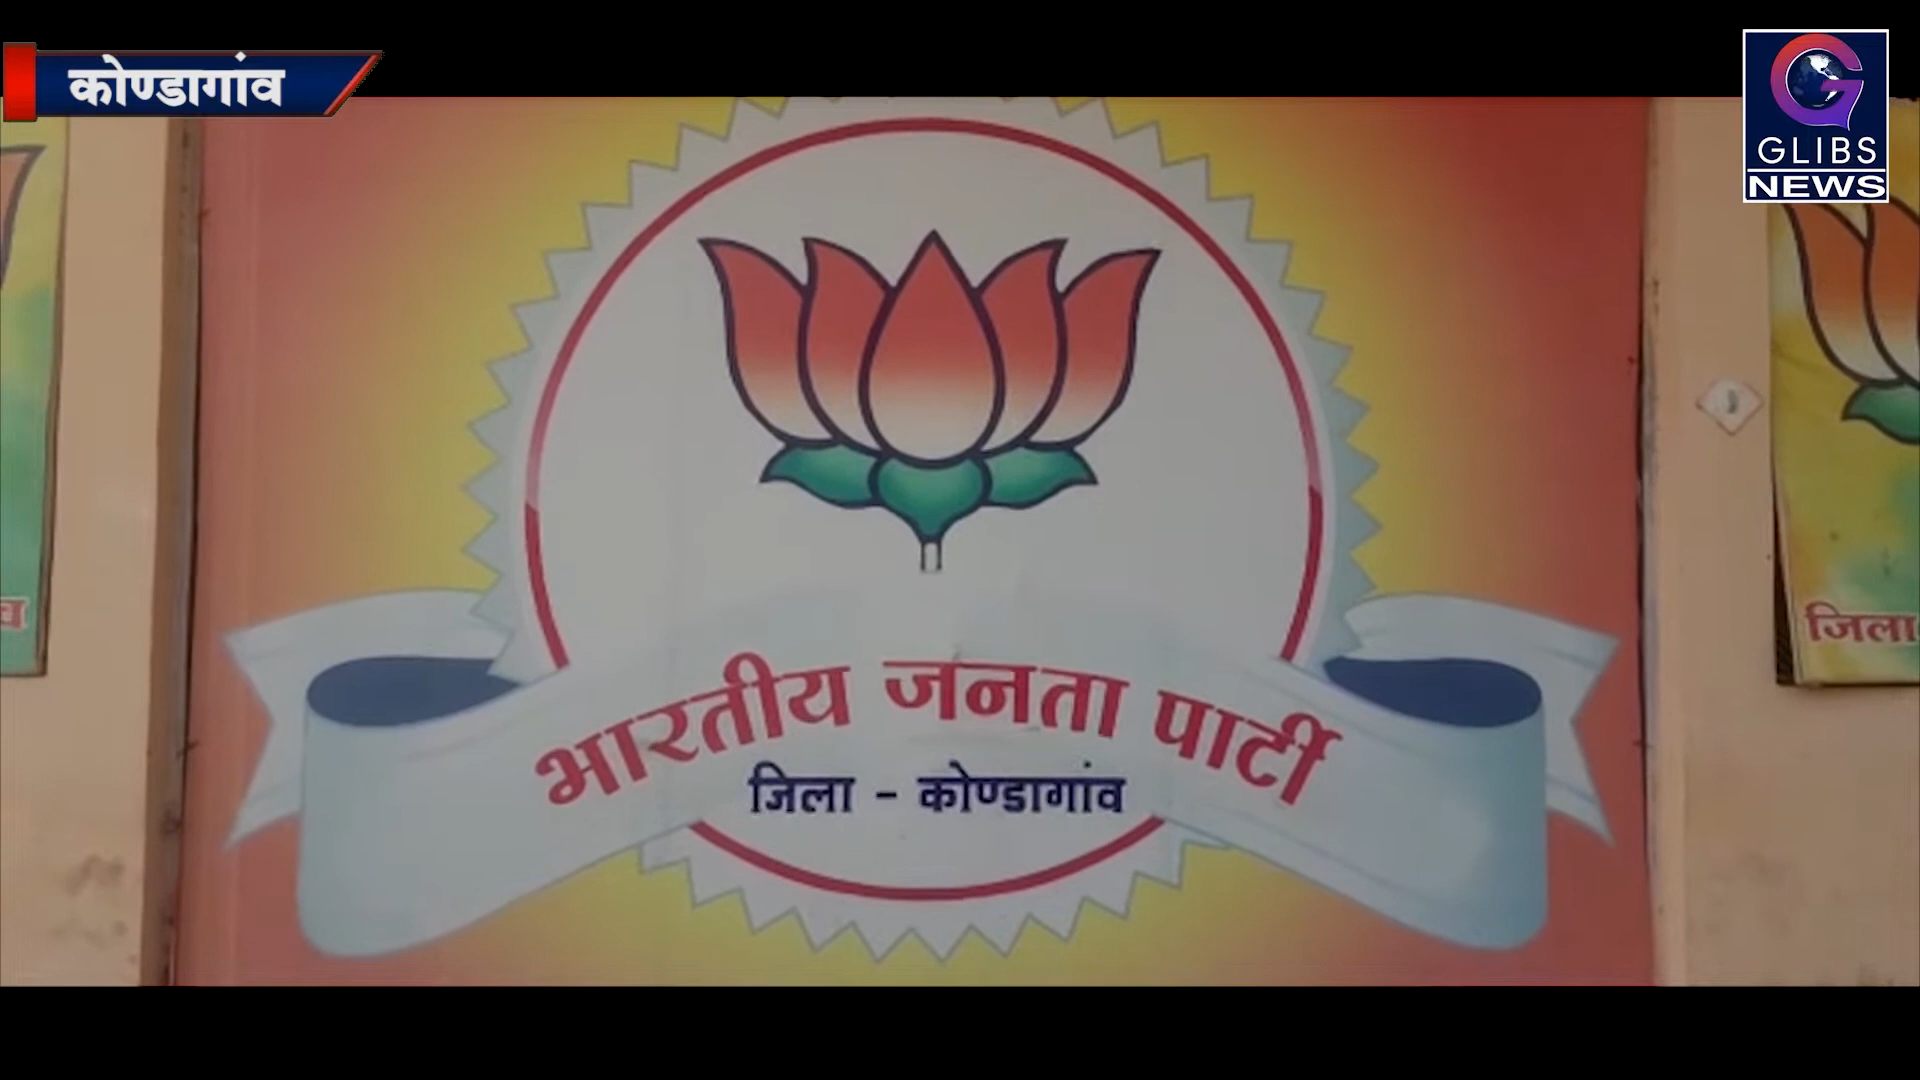 कोण्डागांव
GLIBS
NEWS
भारतीय जनता पार्टी
जिला - कोण्डागांव
जिला